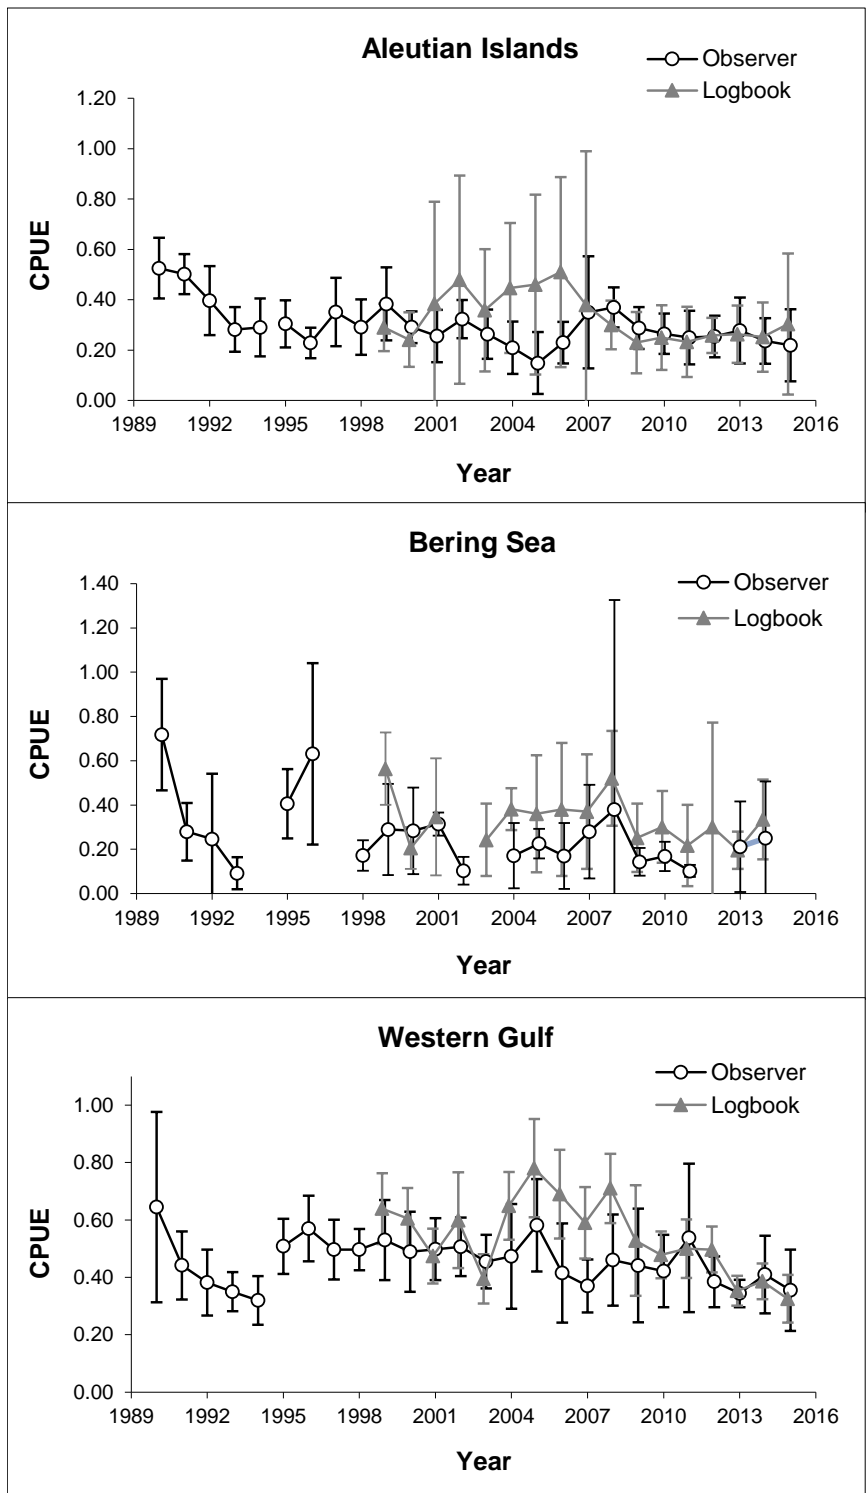 Aleutian Islands
Observer
Logbook
1.20
1.00
0.80
0.60
0.40
0.20
0.00
CPUE
1989 1992 1995 1998 2001 2004 2007 2010 2013 2016
Year
Bering Sea
Observer
Logbook
1.40
1.20
1.00
0.80
0.60
0.40
0.20
0.00
CPUE
1989 1992 1995 1998 2001 2004 2007 2010 2013 2016
Year
Western Gulf
Observer
Logbook
1.00
0.80
0.60
0.40
0.20
0.00
CPUE
1989 1992 1995 1998 2001 2004 2007 2010 2013 2016
Year